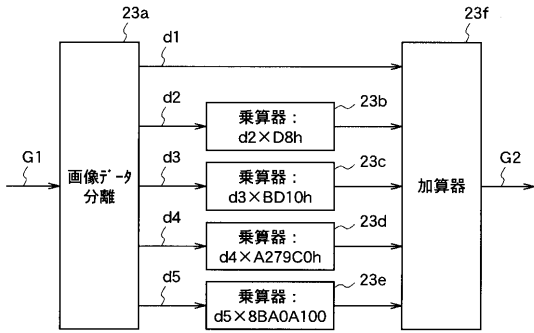 23a
23f
d1
d2
23b
乗算器：
d2×D8h
G1
d3
23c
G2
画像データ
分離
乗算器：
d3×BD10h
加算器
d4
23d
乗算器：
d4×A279C0h
d5
23e
乗算器：
d5×8BA0A100